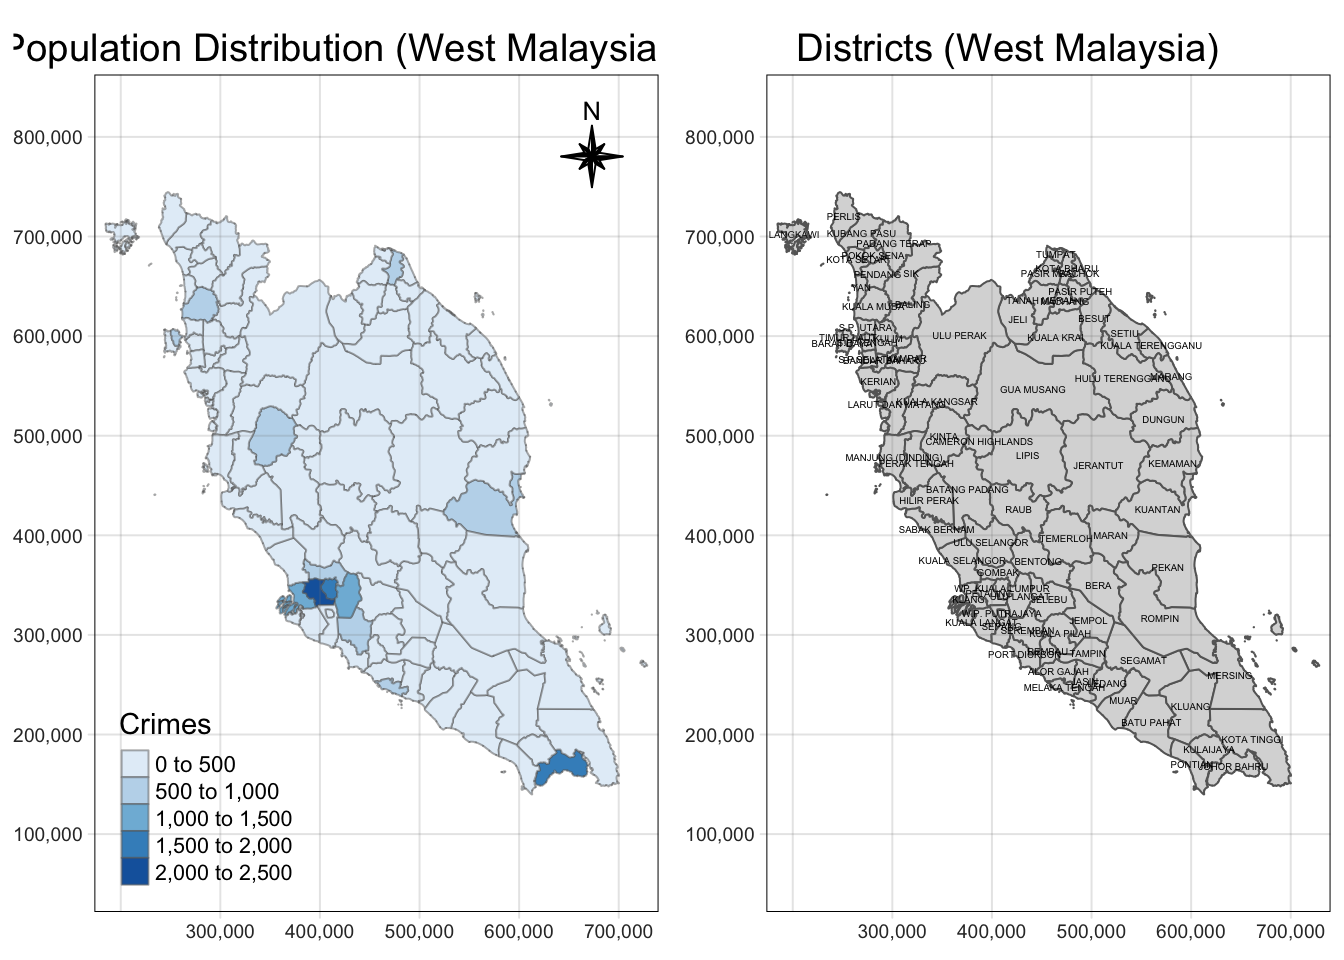 Population Distribution (West Malaysia
Districts (West Malaysia)
N
800,000
700,000
600,000
500,000
400,000
300,000
200,000
100,000
300,000 400,000 500,000 600,000 700,000
Crimes
0 to 500
500 to 1,000
1,000 to 1,500
1,500 to 2,000
2,000 to 2,500
800,000
700,000
600,000
500,000
400,000
300,000
200,000
100,000
300,000 400,000 500,000 600,000 700,000
PERLIS
LANGKAWI
KUBANG PASU
PADANG TERAP
POKOK SENA
KOTA SETAR
PENDANG
SIK
YAN
KUALA MUDA
BALING
S.P. UTARA
KULIM
KERIAN
LARUT DAN MATANG
KUALA KANGSAR
ULU PERAK
TUMPAT
KOTA BHARU
PASIR PUTEH
TANAH MERAH
MACHANG
JELI
BESUT
KUALA KRAI
SETIU
KUALA TERENGGANU
HULU TERENGGANU
MARANG
GUA MUSANG
DUNGUN
KINTA
CAMERON HIGHLANDS
LIPIS
MANJUNG (DINDING)
PERAK TENGAH
JERANTUT
KEMAMAN
BATANG PADANG
HILIR PERAK
RAUB
KUANTAN
SABAK BERNAM
ULU SELANGOR
TEMERLOH
MARAN
KUALA SELANGOR
BENTONG
GOMBAK
PEKAN
W.P. KUALA LUMPUR
PETALING
KLANG
ULU LANGAT
JELEBU
BERA
W.P. PUTRAJAYA
KUALA LANGAT
SEPANG
SEREMBAN
KUALA PILAH
JEMPOL
ROMPIN
PORT DICKSON
REMBAU
TAMPIN
SEGAMAT
ALOR GAJAH
JASIN
LEDANG
MELAKA TENGAH
MERSING
MUAR
KLUANG
BATU PAHAT
KOTA TINGGI
KULAIJAYA
PONTIAN
JOHOR BAHRU